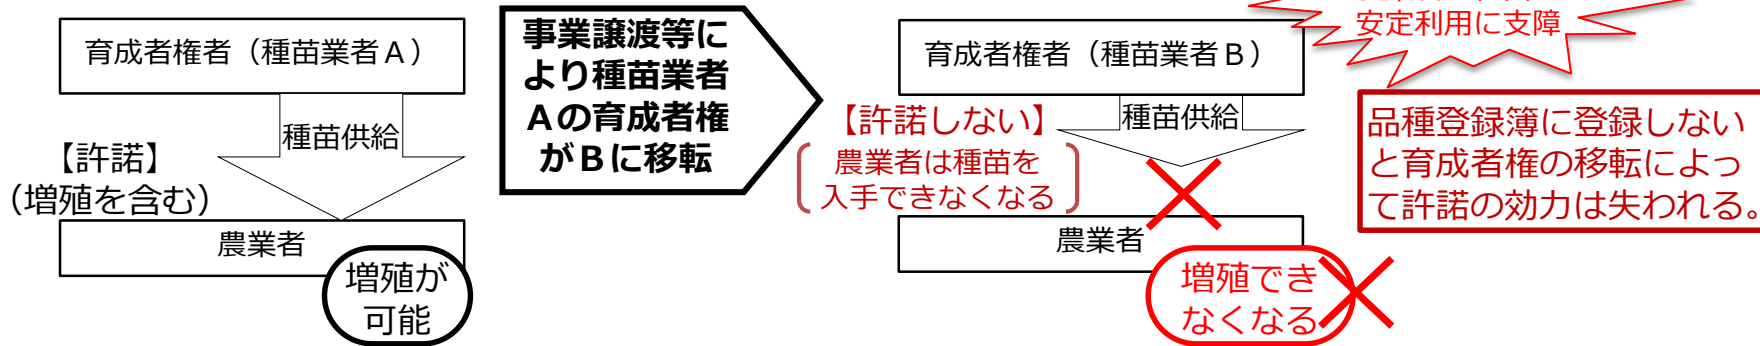 育成者権者（種苗業者Ａ）
種苗供給
【許諾】
（増殖を含む）
農業者
増殖が
可能
事業譲渡等に
より種苗業者
Ａの育成者権
がＢに移転
安定利用に支障
育成者権者（種苗業者Ｂ）
【許諾しない】
種苗供給
農業者は種苗を
入手できなくなる
農業者
増殖でき
なくなる
品種登録簿に登録しない
と育成者権の移転によっ
て許諾の効力は失われる。